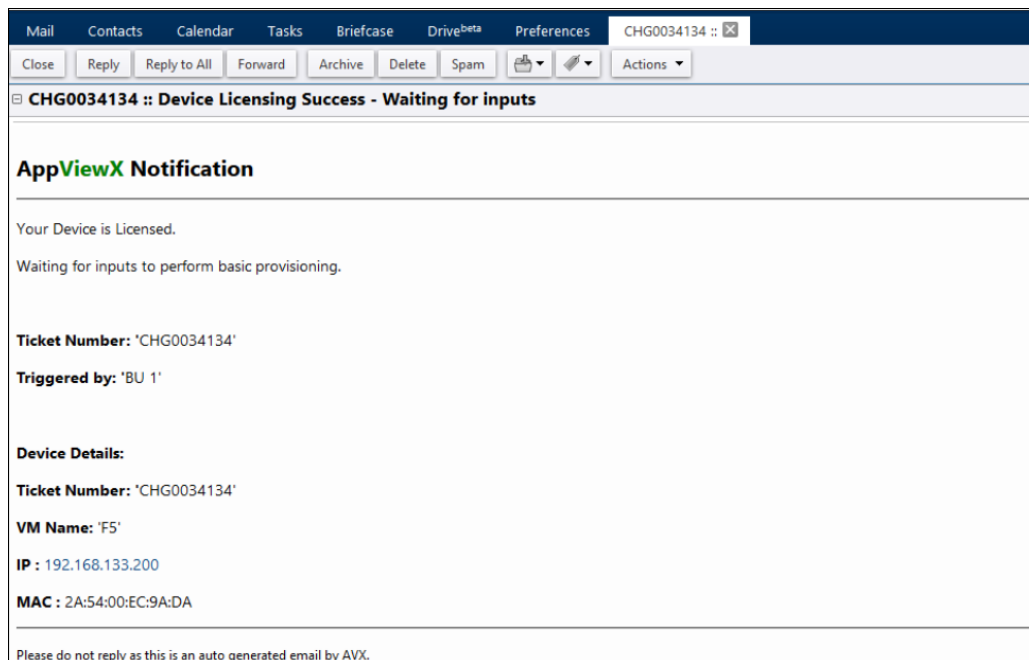 Mail Contacts Calendar Tasks Briefcase Drivebeta Preferences CHG0034134 ::
Close Reply Reply to All Forward Archive Delete Spam Actions
CHG0034134 :: Device Licensing Success - Waiting for inputs
AppViewX Notification
Your Device is Licensed.
Waiting for inputs to perform basic provisioning.
Ticket Number: 'CHG0034134'
Triggered by: 'BU 1'
Device Details:
Ticket Number: 'CHG0034134'
VM Name: 'F5'
IP : 192.168.133.200
MAC : 2A:54:00:EC:9A:DA
Please do not reply as this is an auto generated email by AVX.